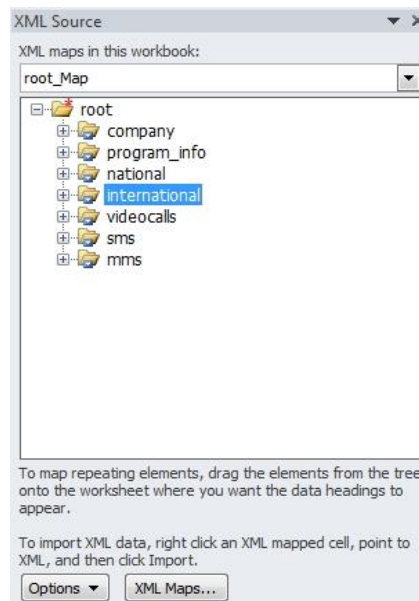 XML Source
XML maps in this workbook:
root_Map
root
company
program_info
national
international
videocalls
sms
mms
To map repeating elements, drag the elements from the tree
onto the worksheet where you want the data headings to
appear.
To import XML data, right click an XML mapped cell, point to
XML, and then click Import.
Options
XML Maps...